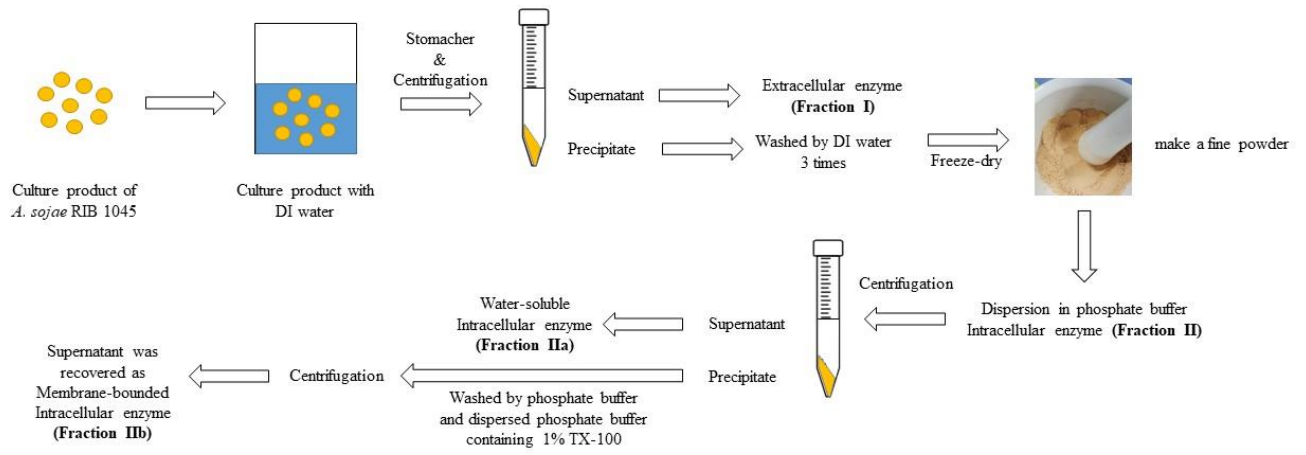 Culture product of
A. sojae RIB 1045
Culture product with
DI water
Stomacher
&
Centrifugation
Supernatant
Extracellular enzyme
(Fraction I)
Precipitate
Washed by DI water
3 times
Freeze-dry
make a fine powder
Dispersion in phosphate buffer
Intracellular enzyme (Fraction II)
Centrifugation
Supernatant
Water-soluble
Intracellular enzyme
(Fraction IIa)
Precipitate
Washed by phosphate buffer
and dispersed phosphate buffer
containing 1% TX-100
Centrifugation
Supernatant was
recovered as
Membrane-bounded
Intracellular enzyme
(Fraction IIb)